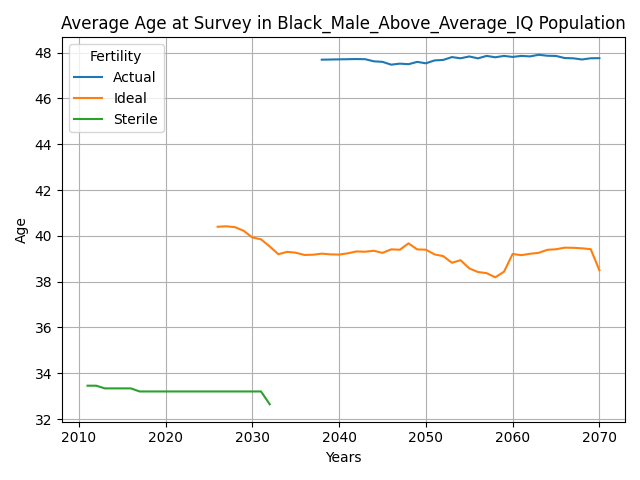 Average Age at Survey in Black_Male_Above_Average_IQ Population
Fertility
Actual
Ideal
Sterile
Age
48
46
44
42
40
38
36
34
32
2010
2020
2030
2040
2050
2060
2070
Years